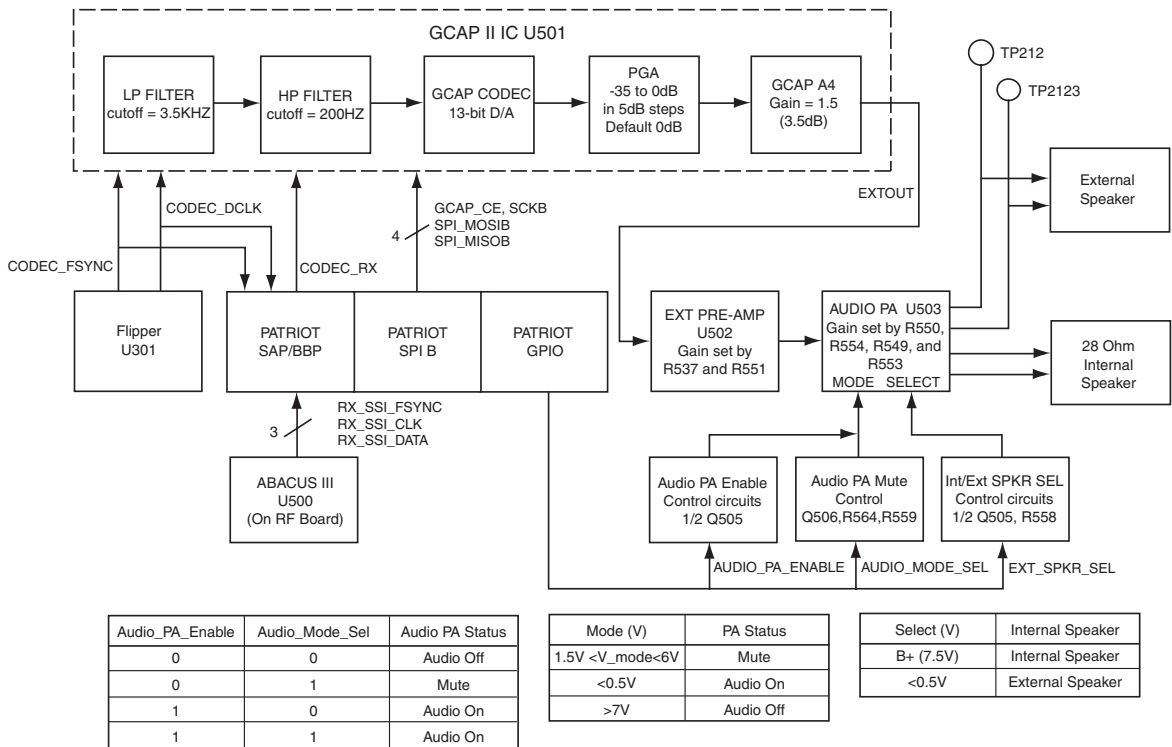 GCAP II IC U501
LP FILTER
cutoff = 3.5KHZ
HP FILTER
cutoff = 200HZ
GCAP CODEC
13-bit D/A
PGA
-35 to 0dB
in 5dB steps
Default 0dB
GCAP A4
Gain = 1.5
(3.5dB)
TP212
TP2123
External
Speaker
EXTOUT
CODEC_DCLK
GCAP_CE, SCKB
SPI_MOSIB
SPI_MISOB
4
CODEC_FSYNC
CODEC_RX
Flipper
U301
PATRIOT
SAP/BBP
PATRIOT
SPI B
PATRIOT
GPIO
EXT PRE-AMP
U502
Gain set by
R537 and R551
AUDIO PA U503
Gain set by R550,
R554, R549, and
R553
MODE SELECT
28 Ohm
Internal
Speaker
3
RX_SSI_FSYNC
RX_SSI_CLK
RX_SSI_DATA
ABACUS III
U500
(On RF Board)
Audio PA Enable
Control circuits
1/2 Q505
Audio PA Mute
Control
Q506,R564,R559
Int/Ext SPKR SEL
Control circuits
1/2 Q505, R558
AUDIO_PA_ENABLE
AUDIO_MODE_SEL
EXT_SPKR_SEL
Audio_PA_Enable Audio_Mode_Sel Audio PA Status
0 0 Audio Off
0 1 Mute
1 0 Audio On
1 1 Audio On
Mode (V) PA Status
1.5V <V_mode<6V Mute
<0.5V Audio On
>7V Audio Off
Select (V) Internal Speaker
B+ (7.5V) Internal Speaker
<0.5V External Speaker